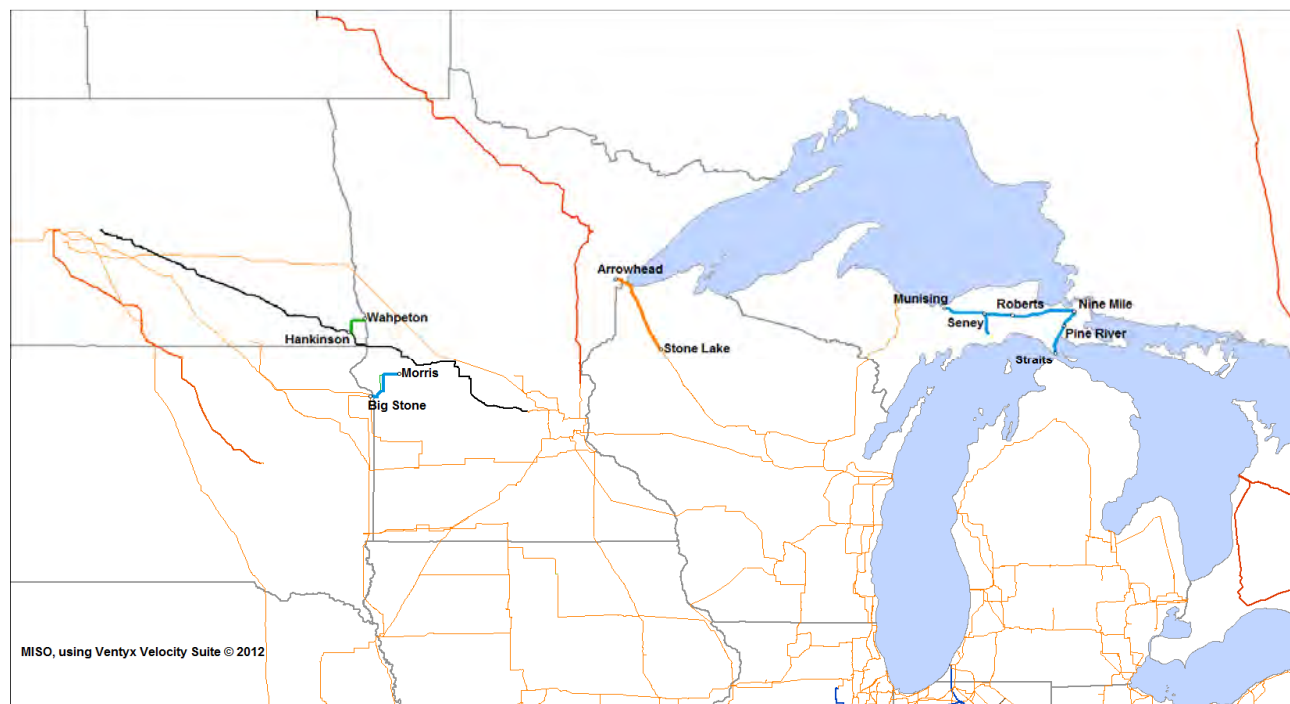 Arrowhead
Munising
Roberts
Nine Mile
Wahpeton
Seney
Pine River
Hankinson
Stone Lake
Straits
Morris
Big Stone
MISO, using Ventyx Velocity Suite © 2012